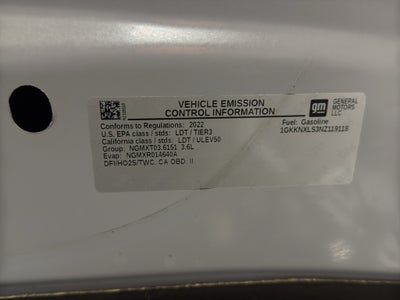 VEHICLE EMISSION
CONTROL INFORMATION
gm
GENERAL
MOTORS
LLC
Conforms to Regulations: 2022
Fuel: Gasoline
U.S. EPA class / stds: LDT / TIER3
1GKKNXLS3NZ119118
California class / stds: LDT / ULEV50
Group: NGMXT03.6151 3.6L
Evap: NGMXR014640A
DFI/HO2S/TWC, CA OBD II